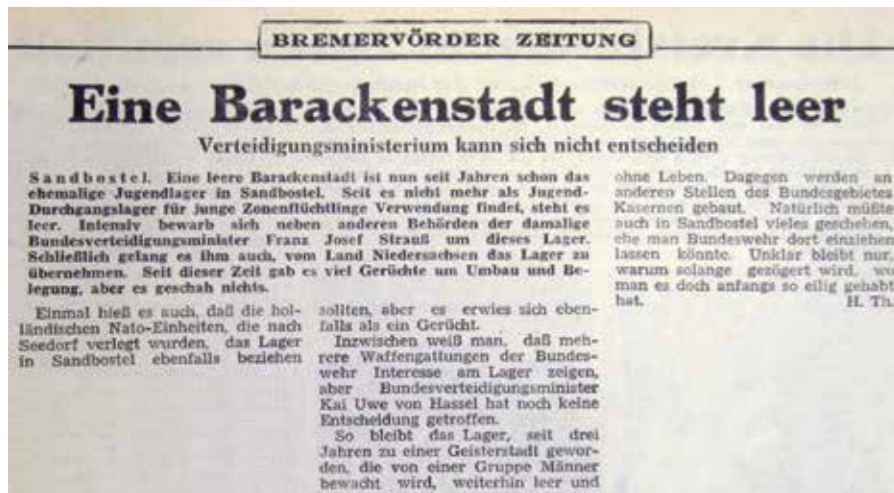 BREMERVÖRDER ZEITUNG
Eine Barackenstadt steht leer
Verteidigungsministerium kann sich nicht entscheiden
Sandbostel. Eine leere Barackenstadt ist nun seit Jahren schon das
ehemalige Jugendlager in Sandbostel. Seit es nicht mehr als Jugend-
Durchgangslager für junge Zonenflüchtlinge Verwendung findet, steht es
leer. Intensiv bewarb sich neben anderen Behörden der damalige
Bundesverteidigungsminister Franz Josef Strauß um dieses Lager.
Schließlich gelang es ihm auch, vom Land Niedersachsen das Lager zu
übernehmen. Seit dieser Zeit gab es viel Gerüchte um Umbau und Be-
legung, aber es geschah nichts.
Einmal hieß es auch, daß die hol-
ländischen Nato-Einheiten, die nach
Seedorf verlegt wurden, das Lager
in Sandbostel ebenfalls beziehen
sollten, aber es erwies sich eben-
falls als ein Gerücht.
Inzwischen weiß man, daß meh-
rere Waffengattungen der Bundes-
wehr Interesse am Lager zeigen,
aber Bundesverteidigungsminister
Kai Uwe von Hassel hat noch keine
Entscheidung getroffen.
So bleibt das Lager, seit drei
Jahren zu einer Geisterstadt gewor-
den, die von einer Gruppe Männer
bewacht wird, weiterhin leer und
ohne Leben. Dagegen werden an
anderen Stellen des Bundesgebietes
Kasernen gebaut. Natürlich müßte
auch in Sandbostel vieles geschehen,
ehe man Bundeswehr dort einziehen
lassen könnte. Unklar bleibt nur,
warum solange gezögert wird, wo
man es doch anfangs so eilig gehabt
hat. H. Th.